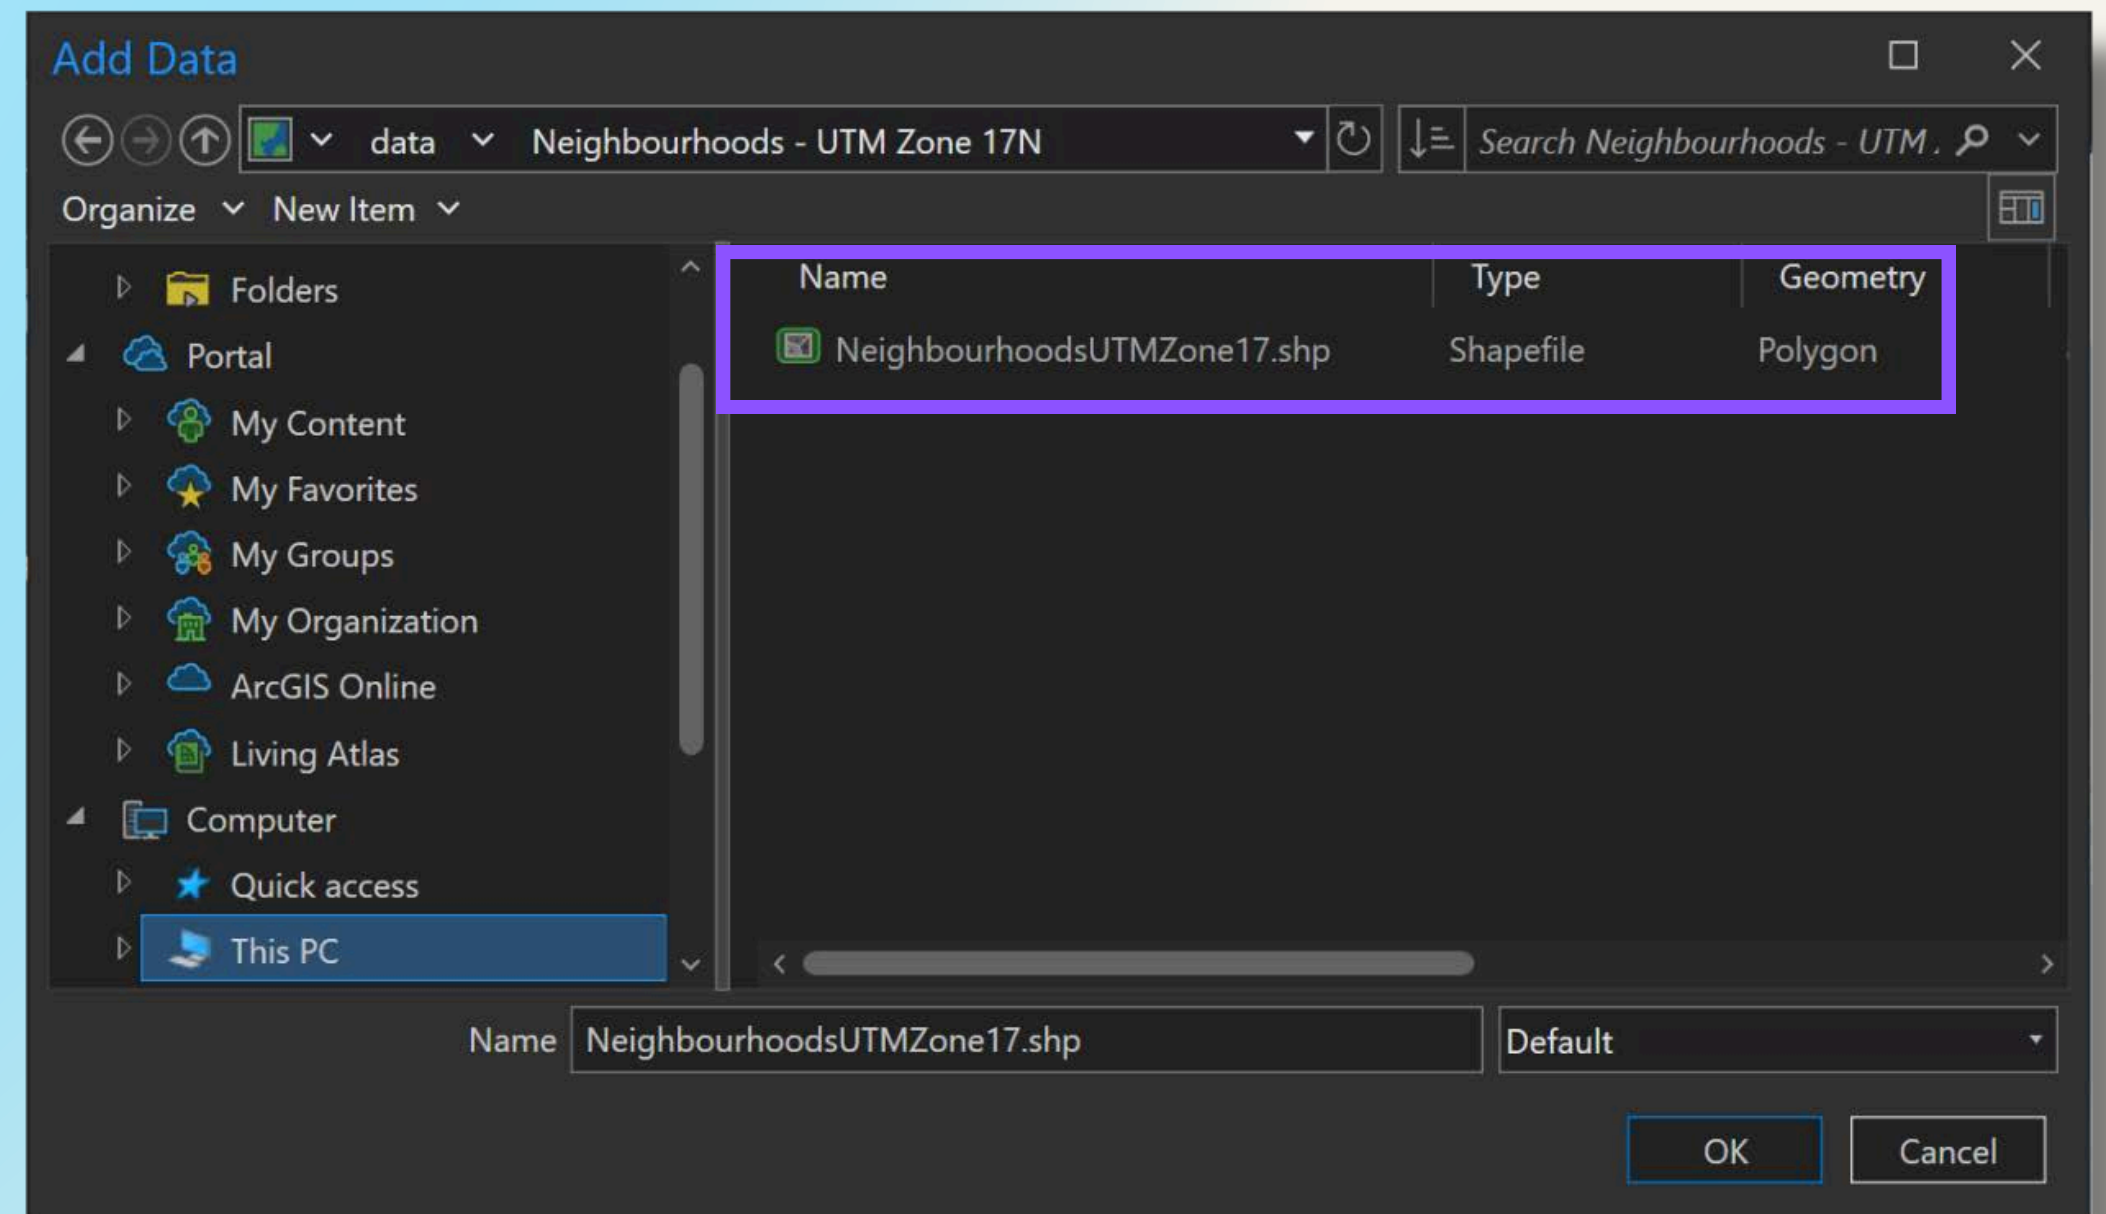 Add Data
data Neighbourhoods - UTM Zone 17N Search Neighbourhoods - UTM .
Organize New Item
Folders
Portal
My Content
My Favorites
My Groups
My Organization
ArcGIS Online
Living Atlas
Computer
Quick access
This PC
Name Type Geometry
NeighbourhoodsUTMZone17.shp Shapefile Polygon
Name NeighbourhoodsUTMZone17.shp Default
OK Cancel